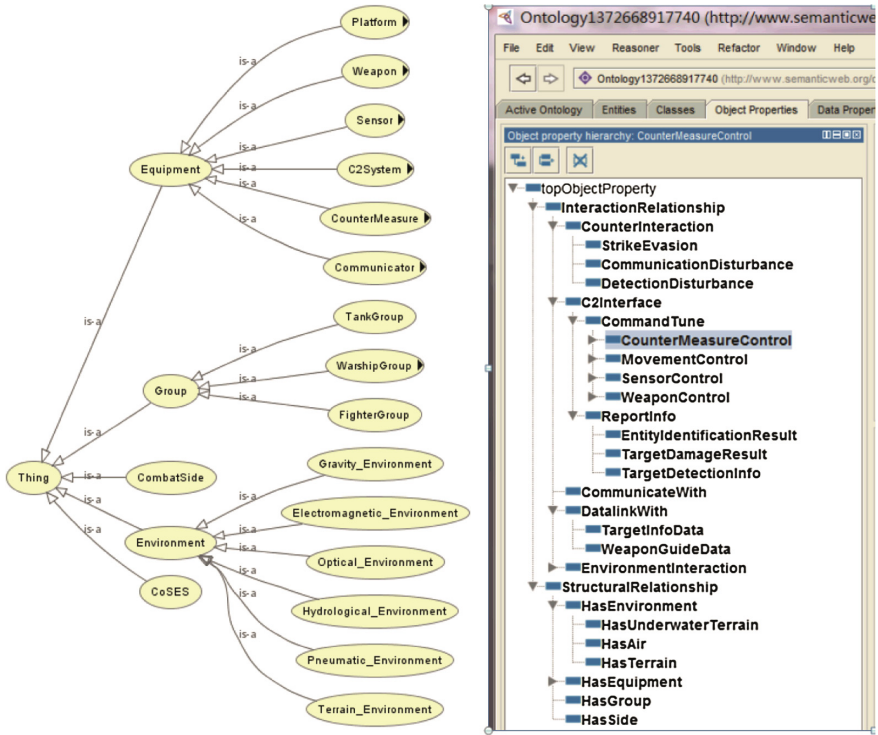 Platform
is-a
Weapon
is-a
Sensor
is-a
Equipment
is-a
C2System
is-a
CounterMeasure
is-a
Communicator
is-a
TankGroup
is-a
WarshipGroup
is-a
Group
is-a
FighterGroup
is-a
Gravity_Environment
Thing
is-a
CombatSide
is-a
is-a
Electromagnetic_Environment
is-a
Environment
is-a
Optical_Environment
is-a
CoSES
is-a
Hydrological_Environment
is-a
Pneumatic_Environment
is-a
Terrain_Environment
Ontology1372668917740 (http://www.semanticwe
File Edit View Reasoner Tools Refactor Window Help
Ontology1372668917740 (http://www.semanticweb.org/
Active Ontology Entities Classes Object Properties Data Proper
Object property hierarchy: CounterMeasureControl
topObjectProperty
InteractionRelationship
CounterInteraction
StrikeEvasion
CommunicationDisturbance
DetectionDisturbance
C2Interface
CommandTune
CounterMeasureControl
MovementControl
SensorControl
WeaponControl
ReportInfo
EntityIdentificationResult
TargetDamageResult
TargetDetectionInfo
CommunicateWith
DatalinkWith
TargetInfoData
WeaponGuideData
EnvironmentInteraction
StructuralRelationship
HasEnvironment
HasUnderwaterTerrain
HasAir
HasTerrain
HasEquipment
HasGroup
HasSide